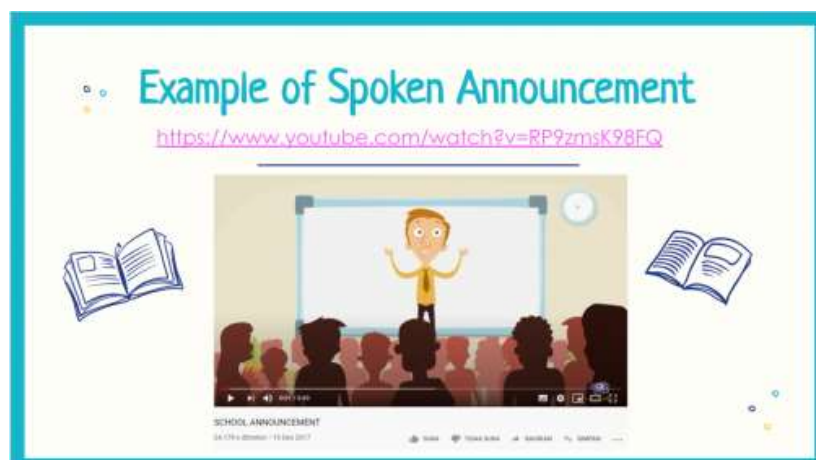 Example of Spoken Announcement
https://www.youtube.com/watch?v=RP9zmsK98FQ
SCHOOL ANNOUNCEMENT